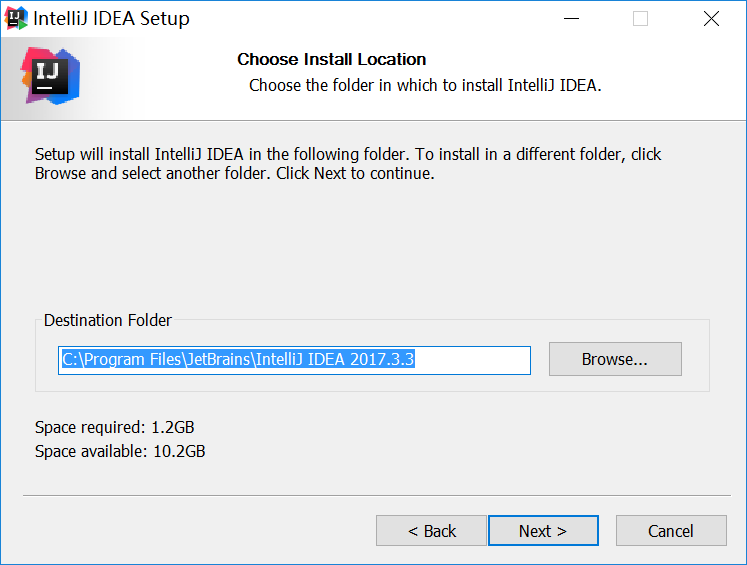 IntelliJ IDEA Setup
IJ
Choose Install Location
Choose the folder in which to install IntelliJ IDEA.
Setup will install IntelliJ IDEA in the following folder. To install in a different folder, click
Browse and select another folder. Click Next to continue.
Destination Folder
C:\Program Files\JetBrains\IntelliJ IDEA 2017.3.3
Browse...
Space required: 1.2GB
Space available: 10.2GB
< Back
Next >
Cancel